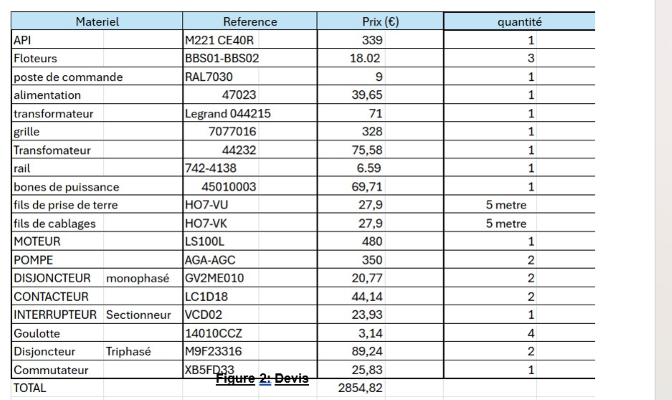 Materiel Reference Prix (€) quantité
API M221 CE40R 339 1
Floteurs BBS01-BBS02 18.02 3
poste de commande RAL7030 9 1
alimentation 47023 39,65 1
transformateur Legrand 044215 71 1
grille 7077016 328 1
Transfomateur 44232 75,58 1
rail 742-4138 6.59 1
bones de puissance 45010003 69,71 1
fils de prise de terre HO7-VU 27,9 5 metre
fils de cablages HO7-VK 27,9 5 metre
MOTEUR LS100L 480 1
POMPE AGA-AGC 350 2
DISJONCTEUR monophasé GV2ME010 20,77 2
CONTACTEUR LC1D18 44,14 2
INTERRUPTEUR Sectionneur VCD02 23,93 1
Goulotte 14010CCZ 3,14 4
Disjoncteur Triphasé M9F23316 89,24 2
Commutateur XB5FD33 25,83 1
Figure 2: Devis
TOTAL 2854,82